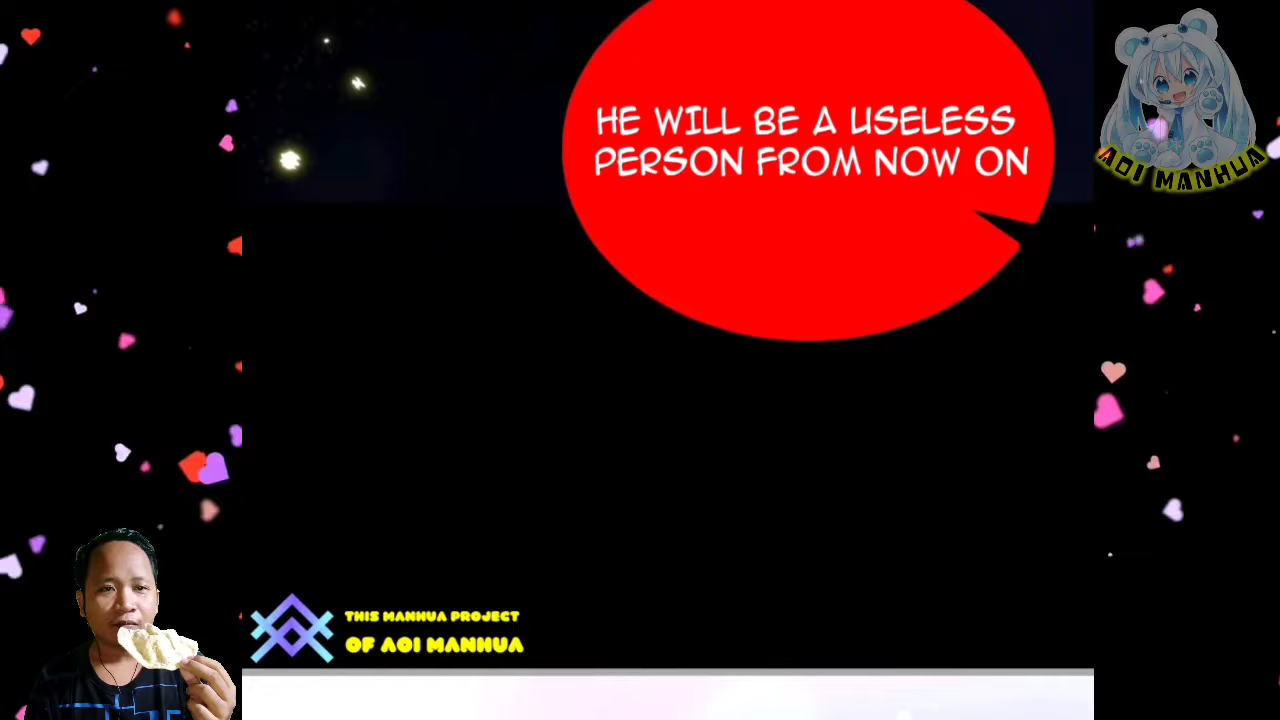 HE WILL BE A USELESS
PERSON FROM NOW ON
AOI MANHUA
THIS MANHUA PROJECT
OF AOI MANHUA